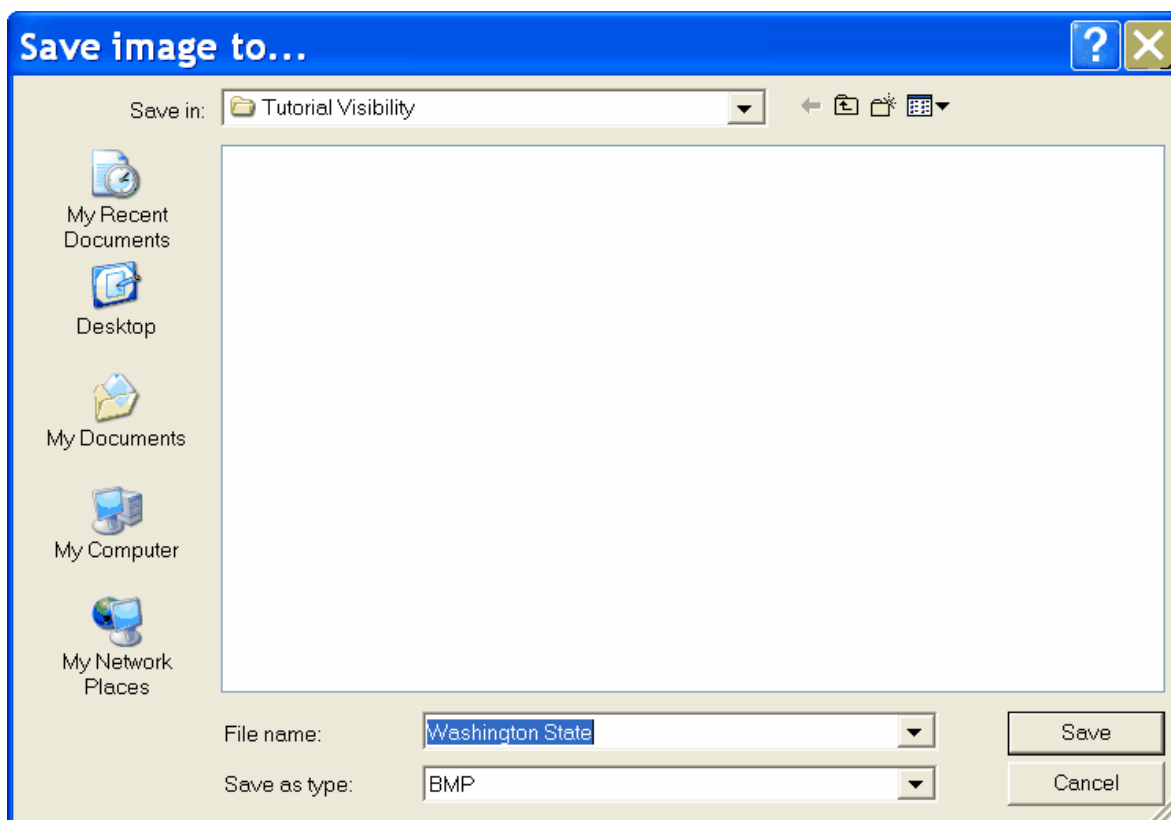 Save image to...
Save in:
Tutorial Visibility
My Recent
Documents
Desktop
My Documents
My Computer
My Network
Places
File name:
Washington State
Save
Save as type:
BMP
Cancel